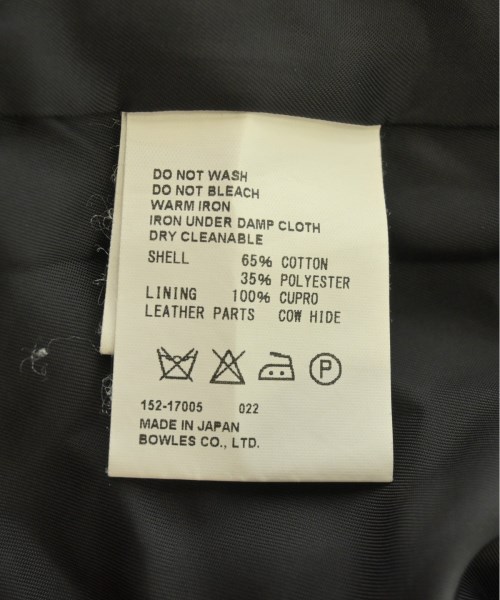 DO NOT WASH
DO NOT BLEACH
WARM IRON
IRON UNDER DAMP CLOTH
DRY CLEANABLE
SHELL 65% COTTON
35% POLYESTER
LINING 100% CUPRO
LEATHER PARTS COW HIDE
P
152-17005 022
MADE IN JAPAN
BOWLES CO., LTD.